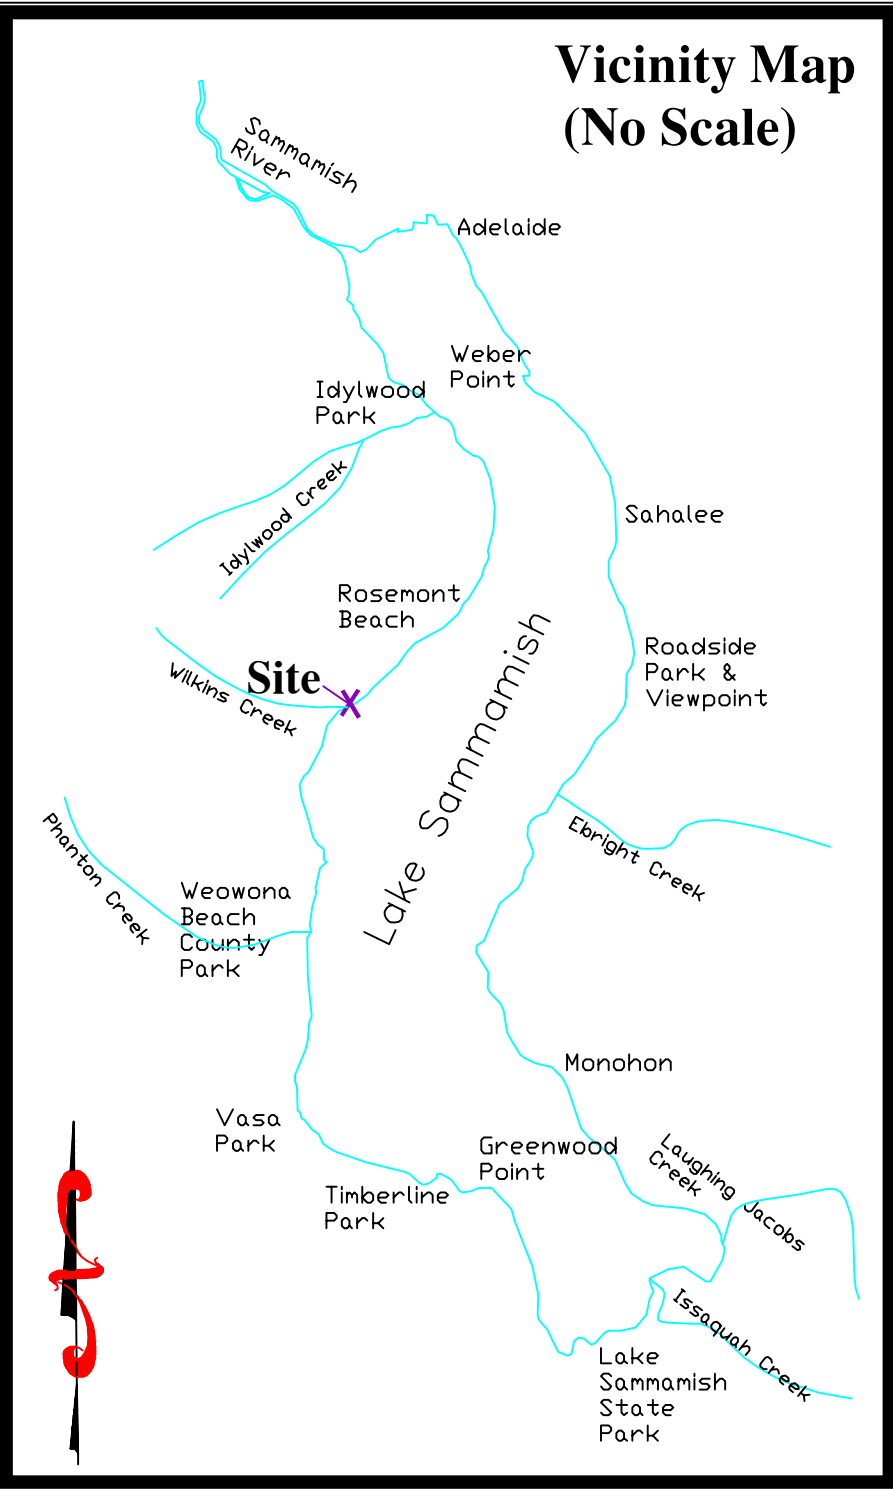 Vicinity Map
(No Scale)
Sammamish
River
Adelaide
Weber
Point
Idylwood
Park
Idylwood Creek
Sahalee
Rosemont
Beach
Roadside
Park &
Viewpoint
Site
X
Wilkins Creek
Lake Sammamish
Ebright Creek
Phanton Creek
Weowona
Beach
County
Park
Monohon
Vasa
Park
Greenwood
Point
Laughing Jacobs
Creek
Timberline
Park
Issaquah Creek
Lake
Sammamish
State
Park